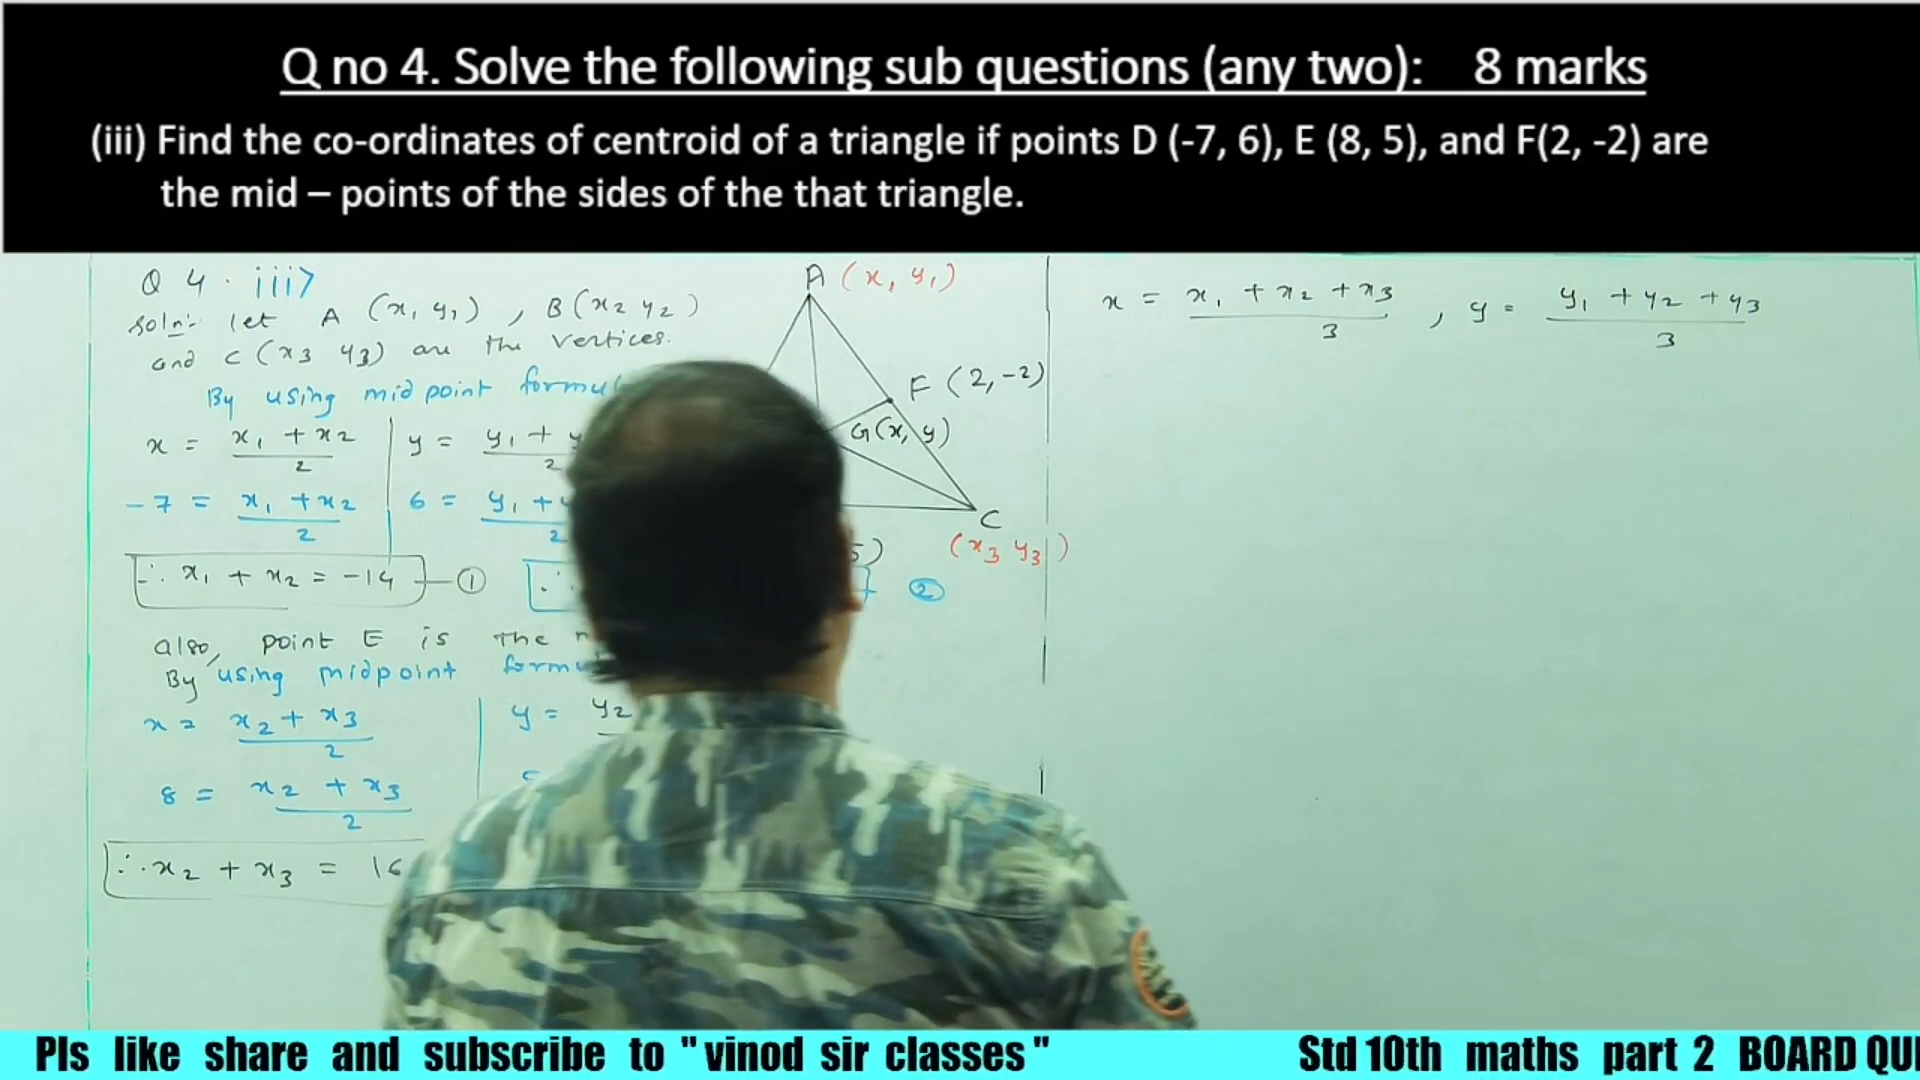 Q no 4. Solve the following sub questions (any two): 8 marks
(iii) Find the co-ordinates of centroid of a triangle if points D (-7, 6), E (8, 5), and F(2, -2) are
the mid – points of the sides of the that triangle.
Q 4. iii)
Soln:- let A (x₁ y₁) , B (x₂ y₂)
and C (x₃ y₃) are the vertices.
By using midpoint formul
x = x₁ + x₂ / 2 | y = y₁ +
-7 = x₁ + x₂ / 2 | 6 = y₁ +
∴ x₁ + x₂ = -14 — ①
②
also, point E is the
By using midpoint formu
x = x₂ + x₃ / 2 | y = y₂
8 = x₂ + x₃ / 2
∴ x₂ + x₃ = 16
A (x₁ y₁)
F (2, -2)
G(x, y)
C
5)
(x₃ y₃)
x = x₁ + x₂ + x₃ / 3 , y = y₁ + y₂ + y₃ / 3
Pls like share and subscribe to "vinod sir classes" Std 10th maths part 2 BOARD QU